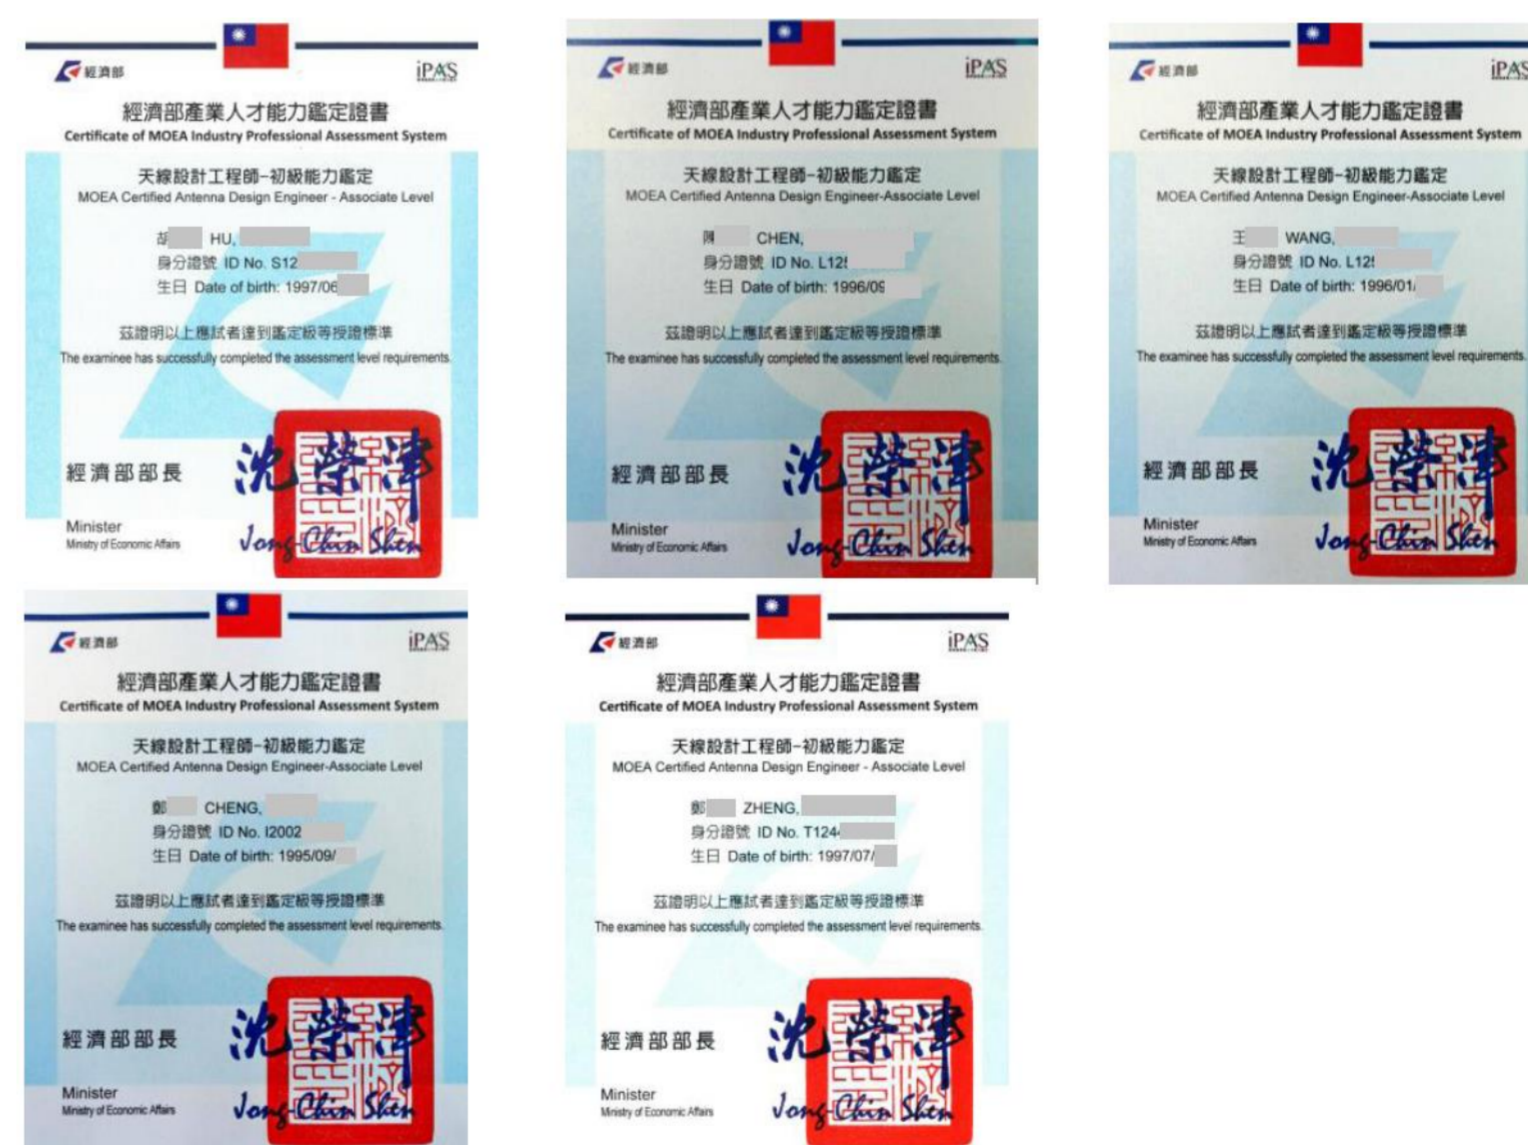 經濟部
iPAS
經濟部產業人才能力鑑定證書
Certificate of MOEA Industry Professional Assessment System
天線設計工程師-初級能力鑑定
MOEA Certified Antenna Design Engineer - Associate Level
胡 HU,
身分證號 ID No. S12
生日 Date of birth: 1997/06
茲證明以上應試者達到鑑定級等授證標準
The examinee has successfully completed the assessment level requirements.
經濟部部長 沈榮津
Minister
Ministry of Economic Affairs
Jong-Chin Shen
經濟部
iPAS
經濟部產業人才能力鑑定證書
Certificate of MOEA Industry Professional Assessment System
天線設計工程師-初級能力鑑定
MOEA Certified Antenna Design Engineer-Associate Level
陳 CHEN,
身分證號 ID No. L12
生日 Date of birth: 1996/09
茲證明以上應試者達到鑑定級等授證標準
The examinee has successfully completed the assessment level requirements.
經濟部部長 沈榮津
Minister
Ministry of Economic Affairs
Jong-Chin Shen
經濟部
iPAS
經濟部產業人才能力鑑定證書
Certificate of MOEA Industry Professional Assessment System
天線設計工程師-初級能力鑑定
MOEA Certified Antenna Design Engineer-Associate Level
王 WANG,
身分證號 ID No. L12
生日 Date of birth: 1996/01/
茲證明以上應試者達到鑑定級等授證標準
The examinee has successfully completed the assessment level requirements.
經濟部部長 沈榮津
Minister
Ministry of Economic Affairs
Jong-Chin Shen
經濟部
iPAS
經濟部產業人才能力鑑定證書
Certificate of MOEA Industry Professional Assessment System
天線設計工程師-初級能力鑑定
MOEA Certified Antenna Design Engineer-Associate Level
鄭 CHENG,
身分證號 ID No. I2002
生日 Date of birth: 1995/09/
茲證明以上應試者達到鑑定級等授證標準
The examinee has successfully completed the assessment level requirements.
經濟部部長 沈榮津
Minister
Ministry of Economic Affairs
Jong-Chin Shen
經濟部
iPAS
經濟部產業人才能力鑑定證書
Certificate of MOEA Industry Professional Assessment System
天線設計工程師-初級能力鑑定
MOEA Certified Antenna Design Engineer - Associate Level
鄭 ZHENG,
身分證號 ID No. T124
生日 Date of birth: 1997/07/
茲證明以上應試者達到鑑定級等授證標準
The examinee has successfully completed the assessment level requirements.
經濟部部長 沈榮津
Minister
Ministry of Economic Affairs
Jong-Chin Shen